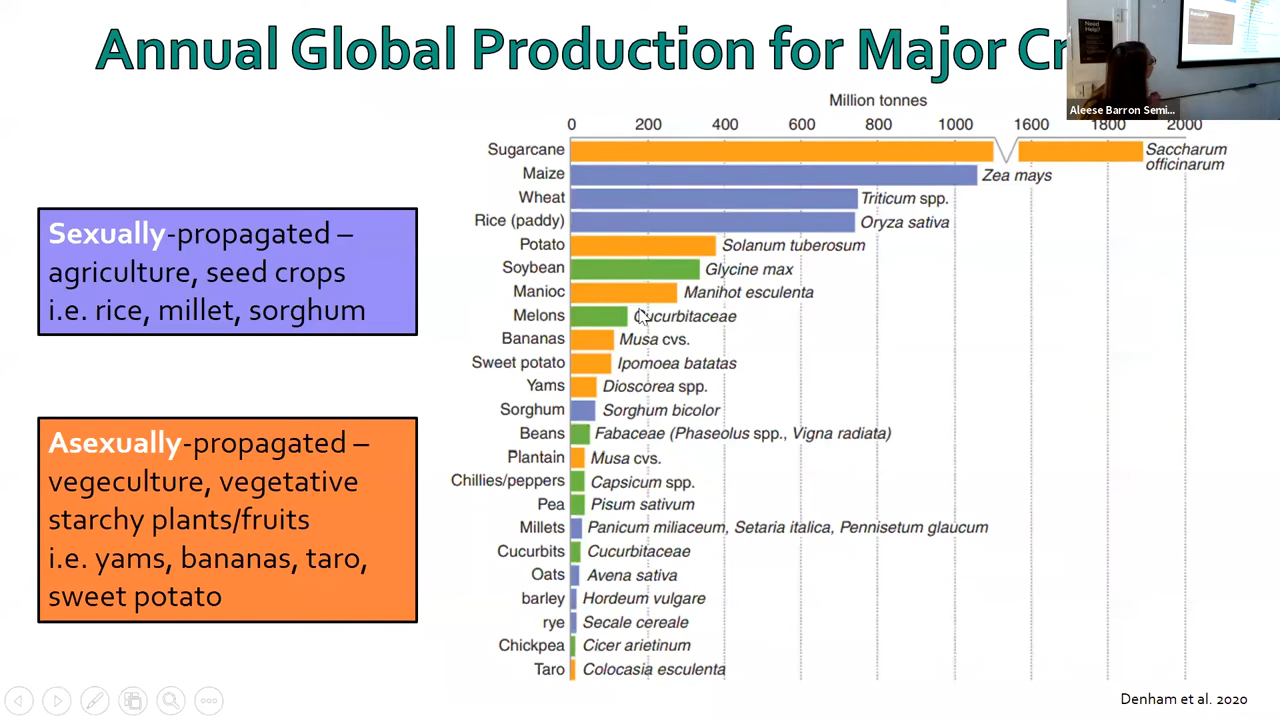 Annual Global Production for Major Cr
Need
Help?
Aleese Barron Semi...
Million tonnes
0 200 400 600 800 1000 1600 1800 2000
Sugarcane Saccharum
officinarum
Maize Zea mays
Wheat Triticum spp.
Rice (paddy) Oryza sativa
Potato Solanum tuberosum
Soybean Glycine max
Manioc Manihot esculenta
Melons Cucurbitaceae
Bananas Musa cvs.
Sweet potato Ipomoea batatas
Yams Dioscorea spp.
Sorghum Sorghum bicolor
Beans Fabaceae (Phaseolus spp., Vigna radiata)
Plantain Musa cvs.
Chillies/peppers Capsicum spp.
Pea Pisum sativum
Millets Panicum miliaceum, Setaria italica, Pennisetum glaucum
Cucurbits Cucurbitaceae
Oats Avena sativa
barley Hordeum vulgare
rye Secale cereale
Chickpea Cicer arietinum
Taro Colocasia esculenta
Sexually-propagated –
agriculture, seed crops
i.e. rice, millet, sorghum
Asexually-propagated –
vegeculture, vegetative
starchy plants/fruits
i.e. yams, bananas, taro,
sweet potato
Denham et al. 2020